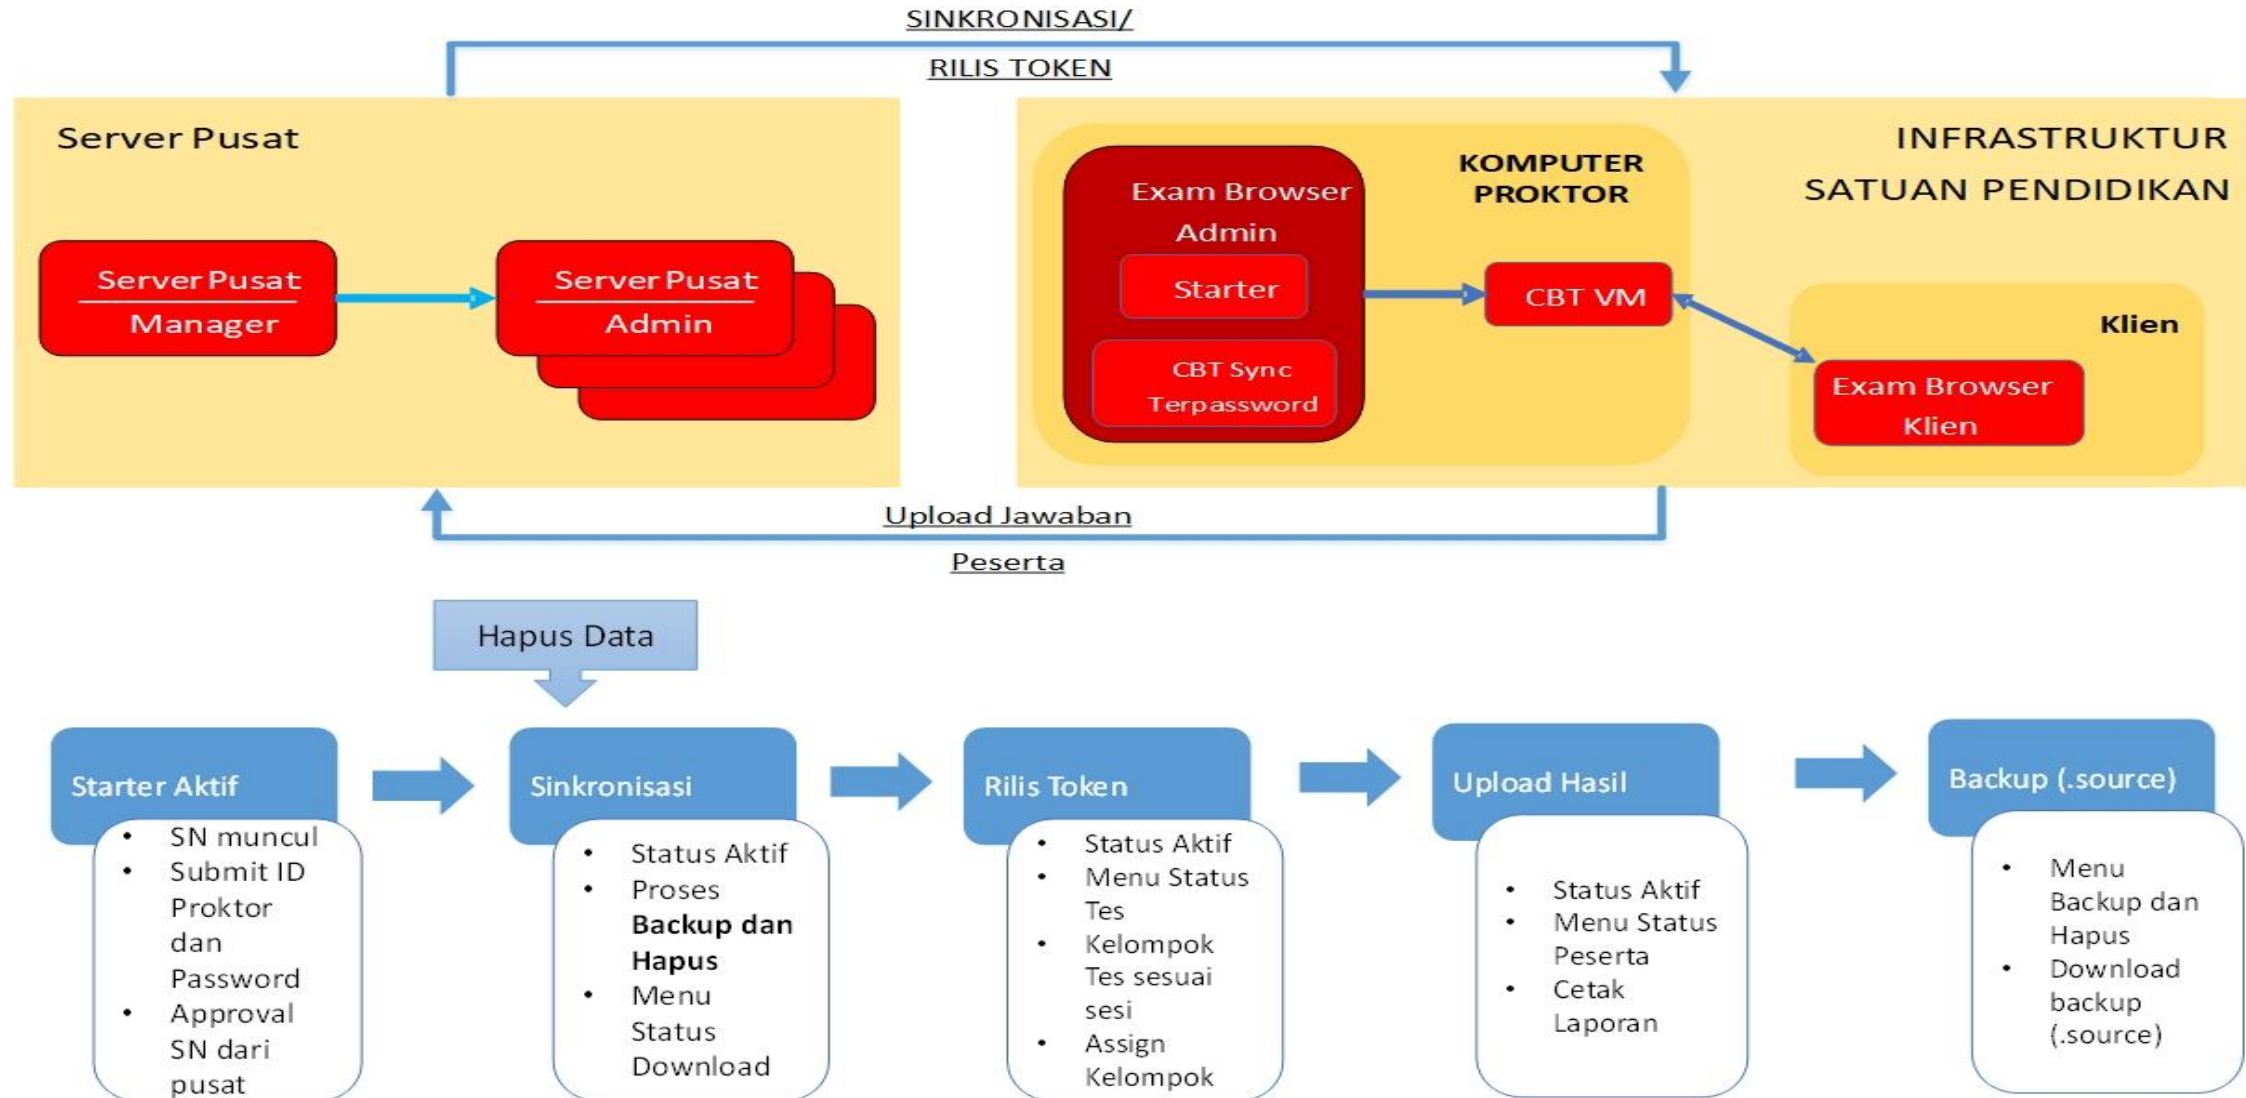 SINKRONISASI/
RILIS TOKEN
Server Pusat
Server Pusat
Manager
Server Pusat
Admin
INFRASTRUKTUR
SATUAN PENDIDIKAN
KOMPUTER
PROKTOR
Exam Browser
Admin
Starter
CBT Sync
Terpassword
CBT VM
Klien
Exam Browser
Klien
Upload Jawaban
Peserta
Hapus Data
Starter Aktif
• SN muncul
• Submit ID
Proktor
dan
Password
• Approval
SN dari
pusat
Sinkronisasi
• Status Aktif
• Proses
Backup dan
Hapus
• Menu
Status
Download
Rilis Token
• Status Aktif
• Menu Status
Tes
• Kelompok
Tes sesuai
sesi
• Assign
Kelompok
Upload Hasil
• Status Aktif
• Menu Status
Peserta
• Cetak
Laporan
Backup (.source)
• Menu
Backup dan
Hapus
• Download
backup
(.source)